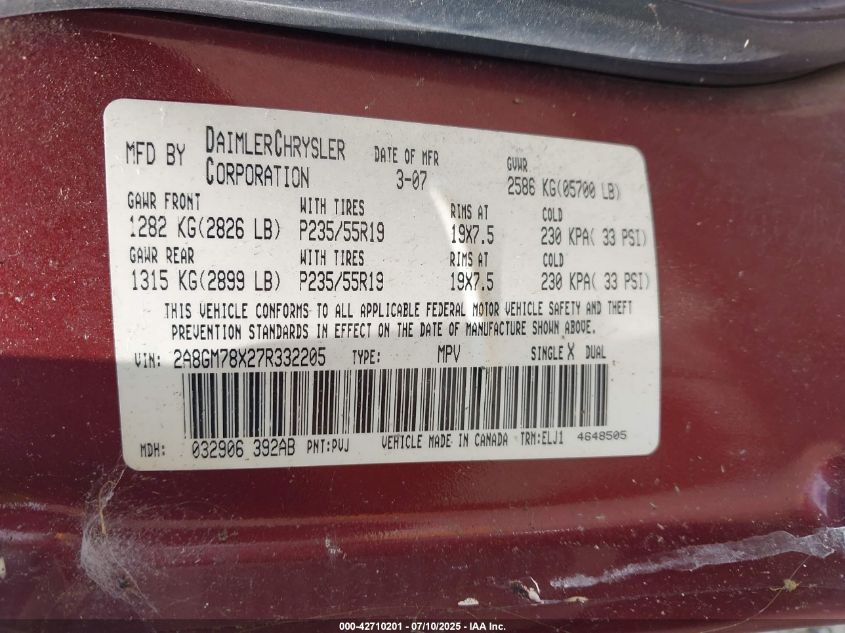 MFD BY DAIMLERCHRYSLER CORPORATION DATE OF MFR 3-07 GVWR 2586 KG(05700 LB)
GAWR FRONT WITH TIRES RIMS AT COLD
1282 KG(2826 LB) P235/55R19 19X7.5 230 KPA( 33 PSI)
GAWR REAR WITH TIRES RIMS AT COLD
1315 KG(2899 LB) P235/55R19 19X7.5 230 KPA( 33 PSI)
THIS VEHICLE CONFORMS TO ALL APPLICABLE FEDERAL MOTOR VEHICLE SAFETY AND THEFT
PREVENTION STANDARDS IN EFFECT ON THE DATE OF MANUFACTURE SHOWN ABOVE.
VIN: 2A8GM78X27R332205 TYPE: MPV SINGLE X DUAL
MDH: 032906 392AB PNT:PVJ VEHICLE MADE IN CANADA TRM:ELJ1 4648505
000-42710201 - 07/10/2025 - IAA Inc.